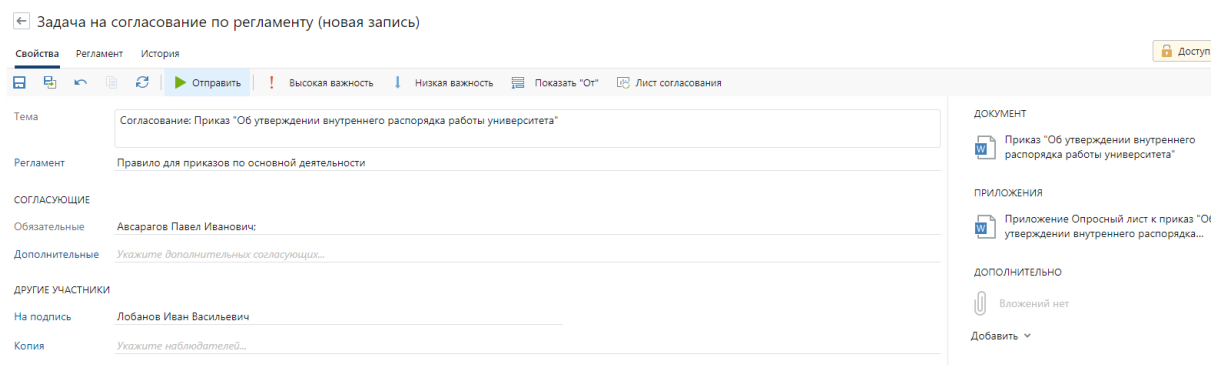 Задача на согласование по регламенту (новая запись)
Свойства Регламент История
Доступ
Отправить Высокая важность Низкая важность Показать "От" Лист согласования
Тема Согласование: Приказ "Об утверждении внутреннего распорядка работы университета"
Регламент Правило для приказов по основной деятельности
СОГЛАСУЮЩИЕ
Обязательные Авсарагов Павел Иванович;
Дополнительные Укажите дополнительных согласующих...
ДРУГИЕ УЧАСТНИКИ
На подпись Лобанов Иван Васильевич
Копия Укажите наблюдателей...
ДОКУМЕНТ
Приказ "Об утверждении внутреннего
распорядка работы университета"
ПРИЛОЖЕНИЯ
Приложение Опросный лист к приказ "Об
утверждении внутреннего распорядка...
ДОПОЛНИТЕЛЬНО
Вложений нет
Добавить